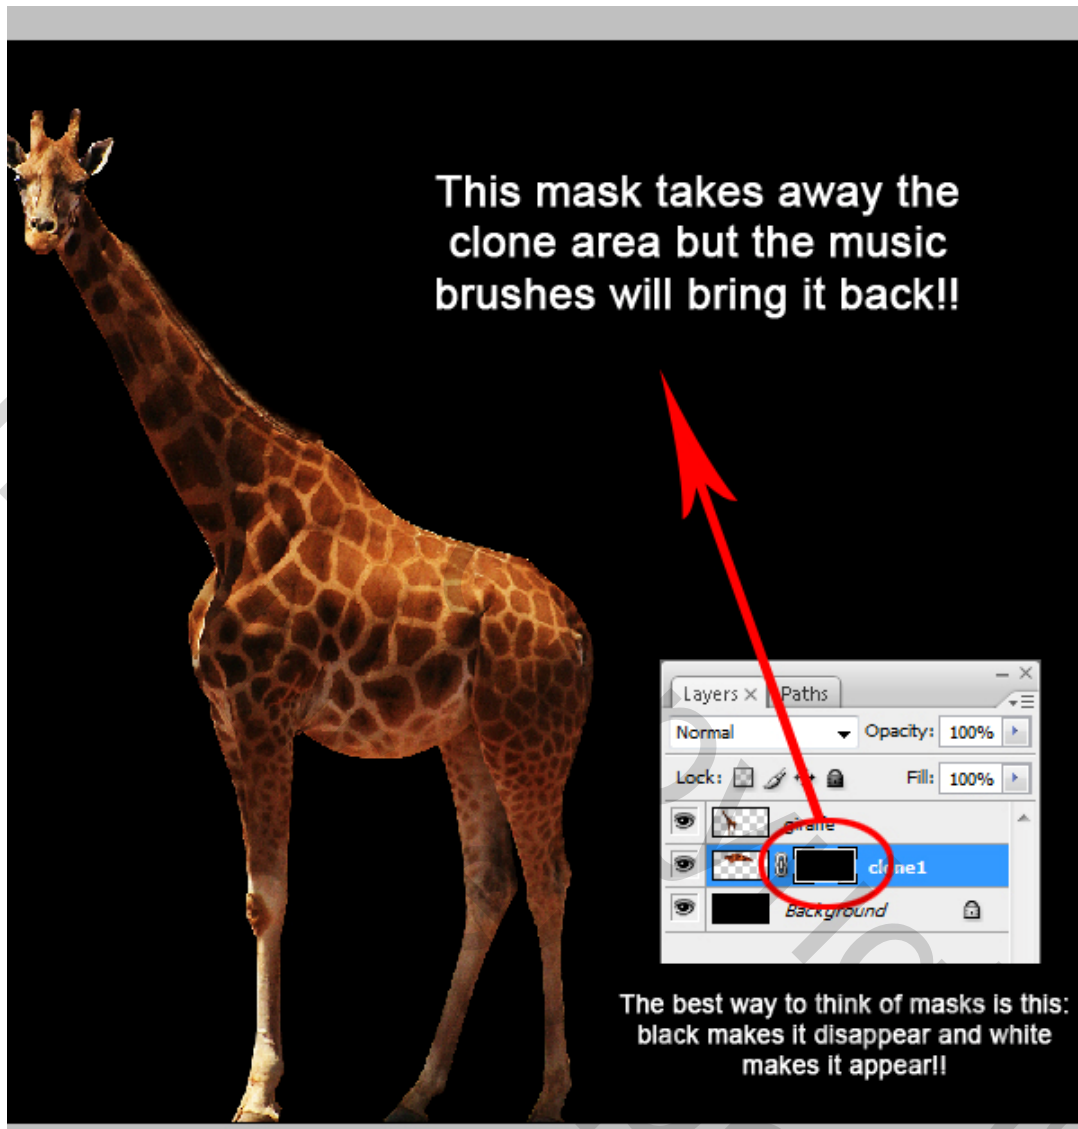 This mask takes away the
clone area but the music
brushes will bring it back!!
Layers × Paths
Normal Opacity: 100%
Lock: Fill: 100%
giraffe
clone1
Background
The best way to think of masks is this:
black makes it disappear and white
makes it appear!!